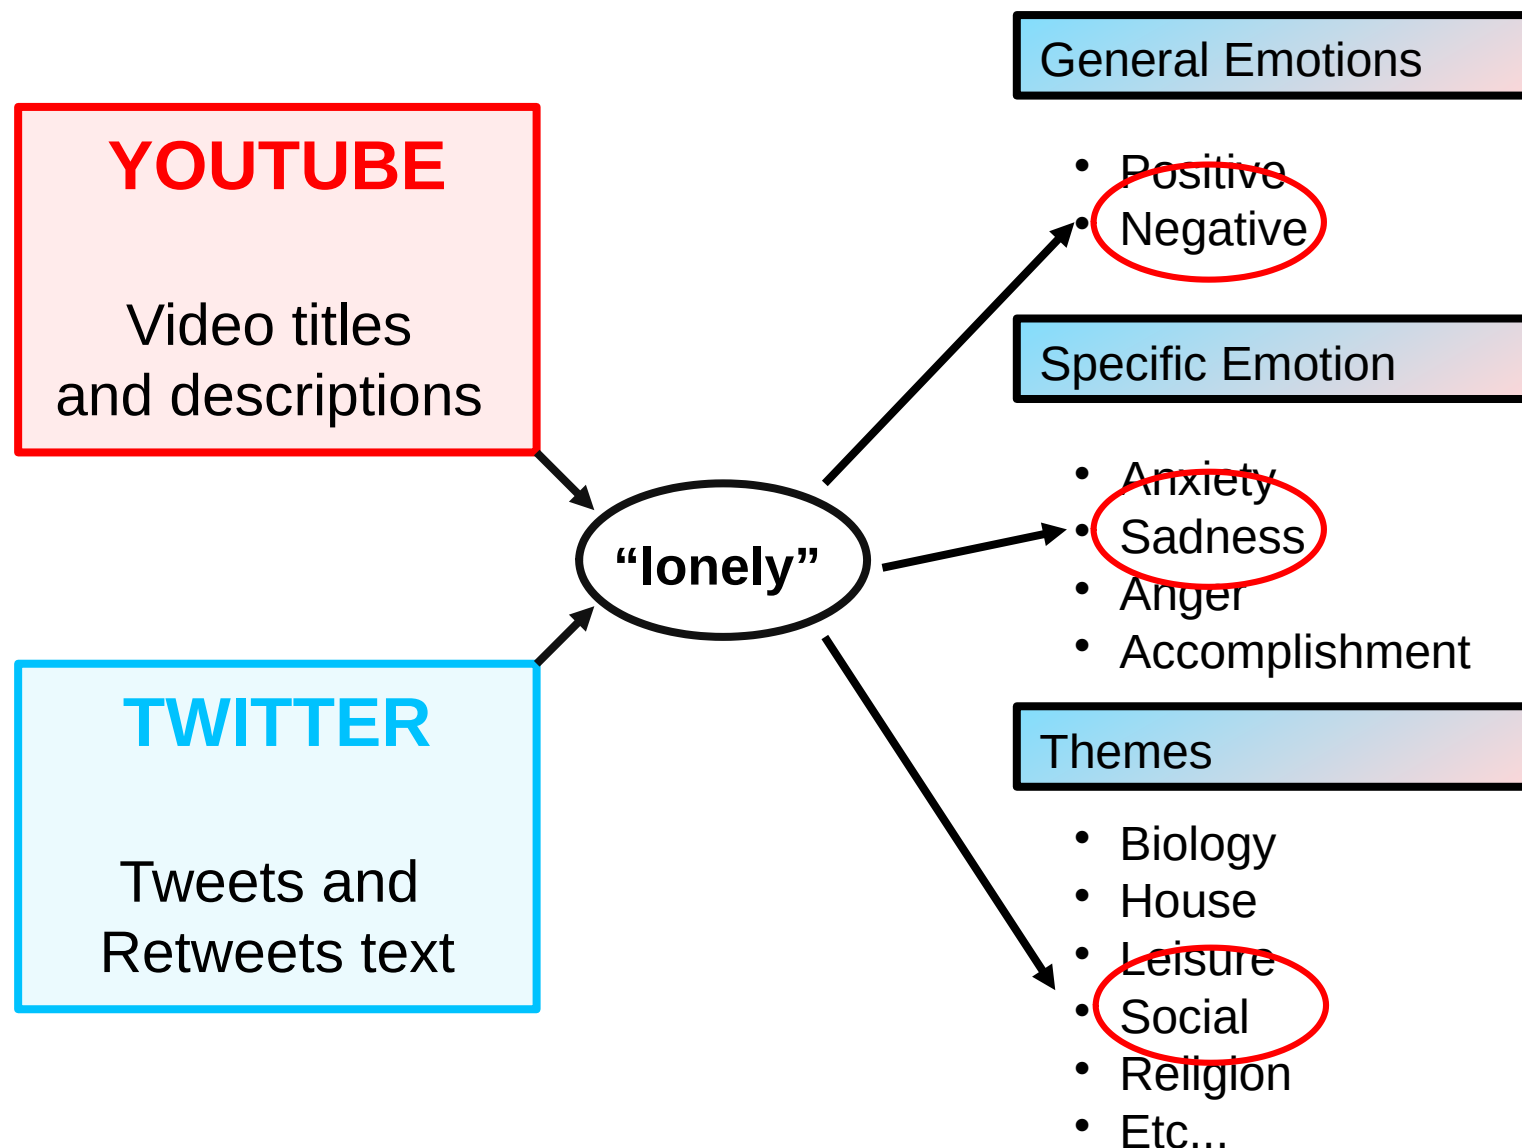 YOUTUBE
Video titles
and descriptions
TWITTER
Tweets and
Retweets text
“lonely”
General Emotions
• Positive
• Negative
Specific Emotion
• Anxiety
• Sadness
• Anger
• Accomplishment
Themes
• Biology
• House
• Leisure
• Social
• Religion
• Etc...